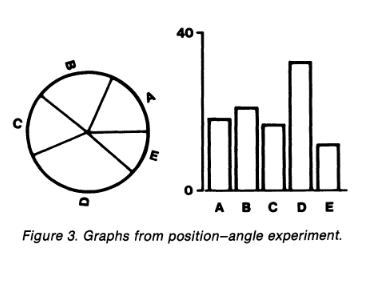 B
A
C
E
D
40
0
A B C D E
Figure 3. Graphs from position–angle experiment.